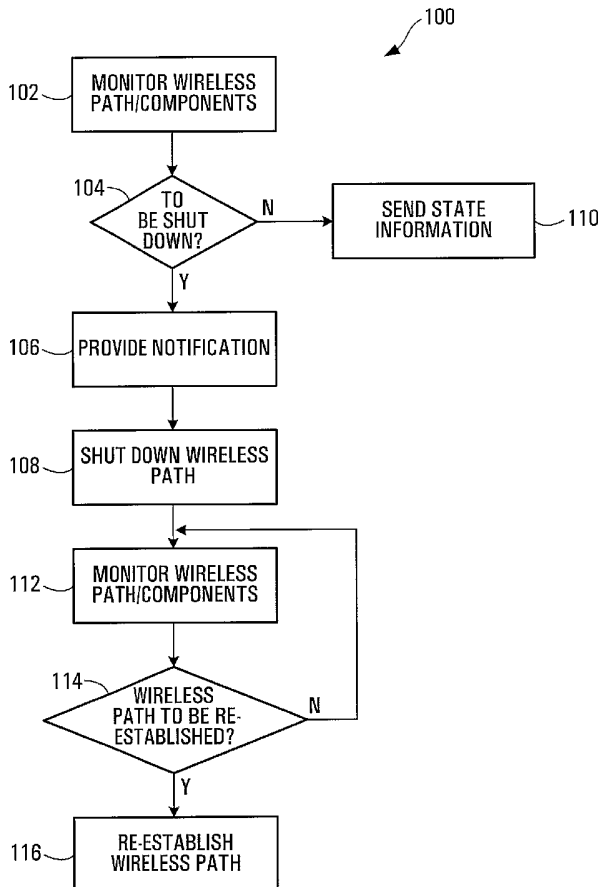 100
102
MONITOR WIRELESS
PATH/COMPONENTS
104
TO
BE SHUT
DOWN?
N
SEND STATE
INFORMATION
110
Y
106
PROVIDE NOTIFICATION
108
SHUT DOWN WIRELESS
PATH
112
MONITOR WIRELESS
PATH/COMPONENTS
114
WIRELESS
PATH TO BE RE-
ESTABLISHED?
N
Y
116
RE-ESTABLISH
WIRELESS PATH